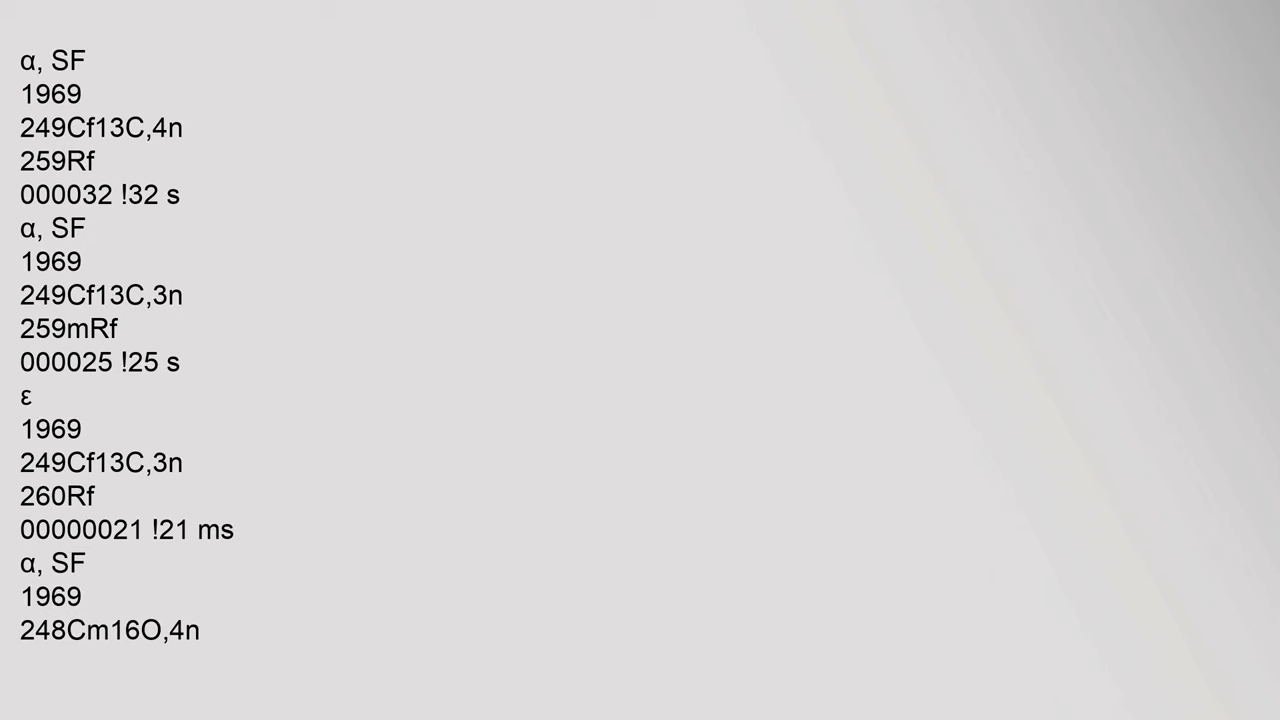 α, SF
1969
249Cf13C,4n
259Rf
000032 !32 s
α, SF
1969
249Cf13C,3n
259mRf
000025 !25 s
ε
1969
249Cf13C,3n
260Rf
00000021 !21 ms
α, SF
1969
248Cm16O,4n